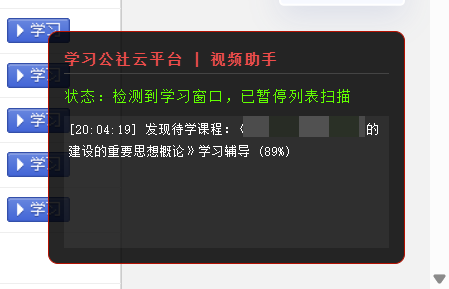 学习
学习公社云平台 | 视频助手
学习
状态：检测到学习窗口，已暂停列表扫描
学习
[20:04:19] 发现待学课程：《的
建设的重要思想概论》学习辅导 (89%)
学习
学习